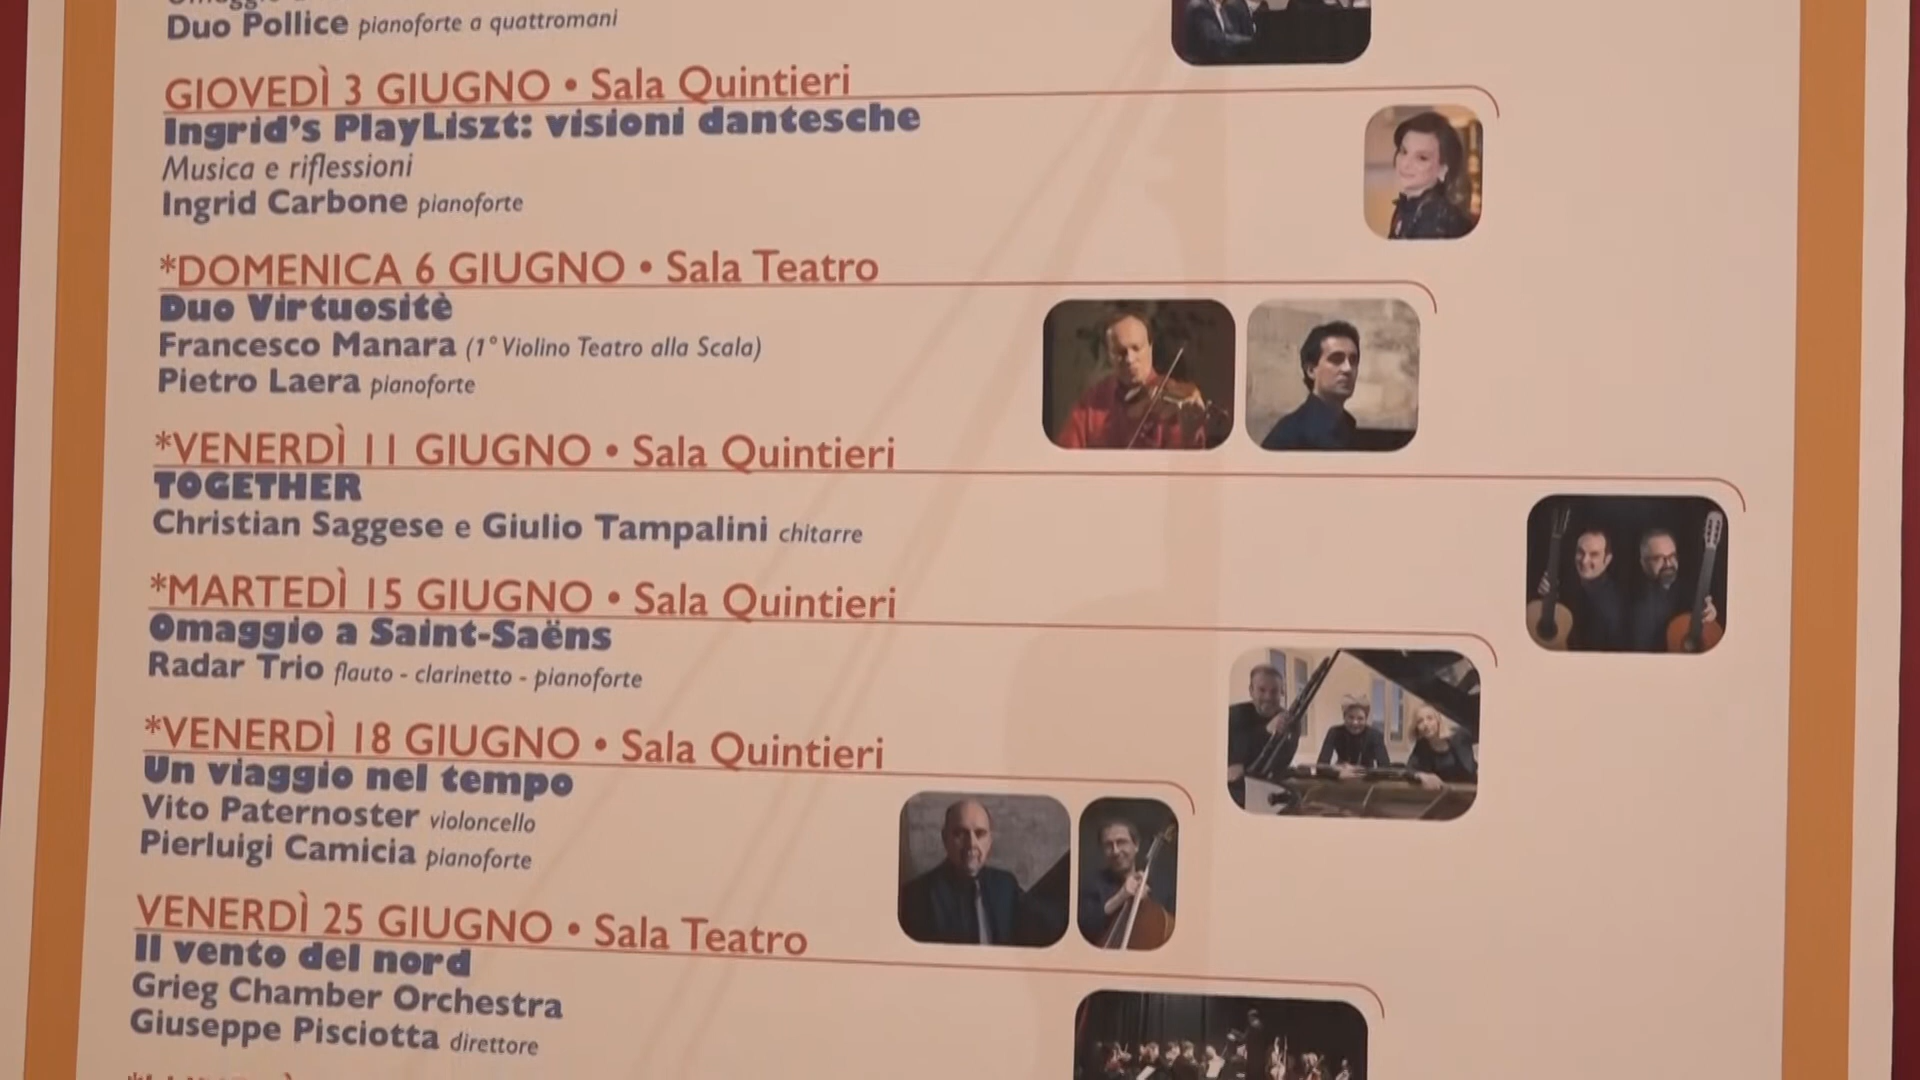 Duo Pollice pianoforte a quattromani
GIOVEDÌ 3 GIUGNO • Sala Quintieri
Ingrid's PlayLiszt: visioni dantesche
Musica e riflessioni
Ingrid Carbone pianoforte
*DOMENICA 6 GIUGNO • Sala Teatro
Duo Virtuositè
Francesco Manara (1° Violino Teatro alla Scala)
Pietro Laera pianoforte
*VENERDÌ 11 GIUGNO • Sala Quintieri
TOGETHER
Christian Saggese e Giulio Tampalini chitarre
*MARTEDÌ 15 GIUGNO • Sala Quintieri
Omaggio a Saint-Saëns
Radar Trio flauto - clarinetto - pianoforte
*VENERDÌ 18 GIUGNO • Sala Quintieri
Un viaggio nel tempo
Vito Paternoster violoncello
Pierluigi Camicia pianoforte
VENERDÌ 25 GIUGNO • Sala Teatro
Il vento del nord
Grieg Chamber Orchestra
Giuseppe Pisciotta direttore